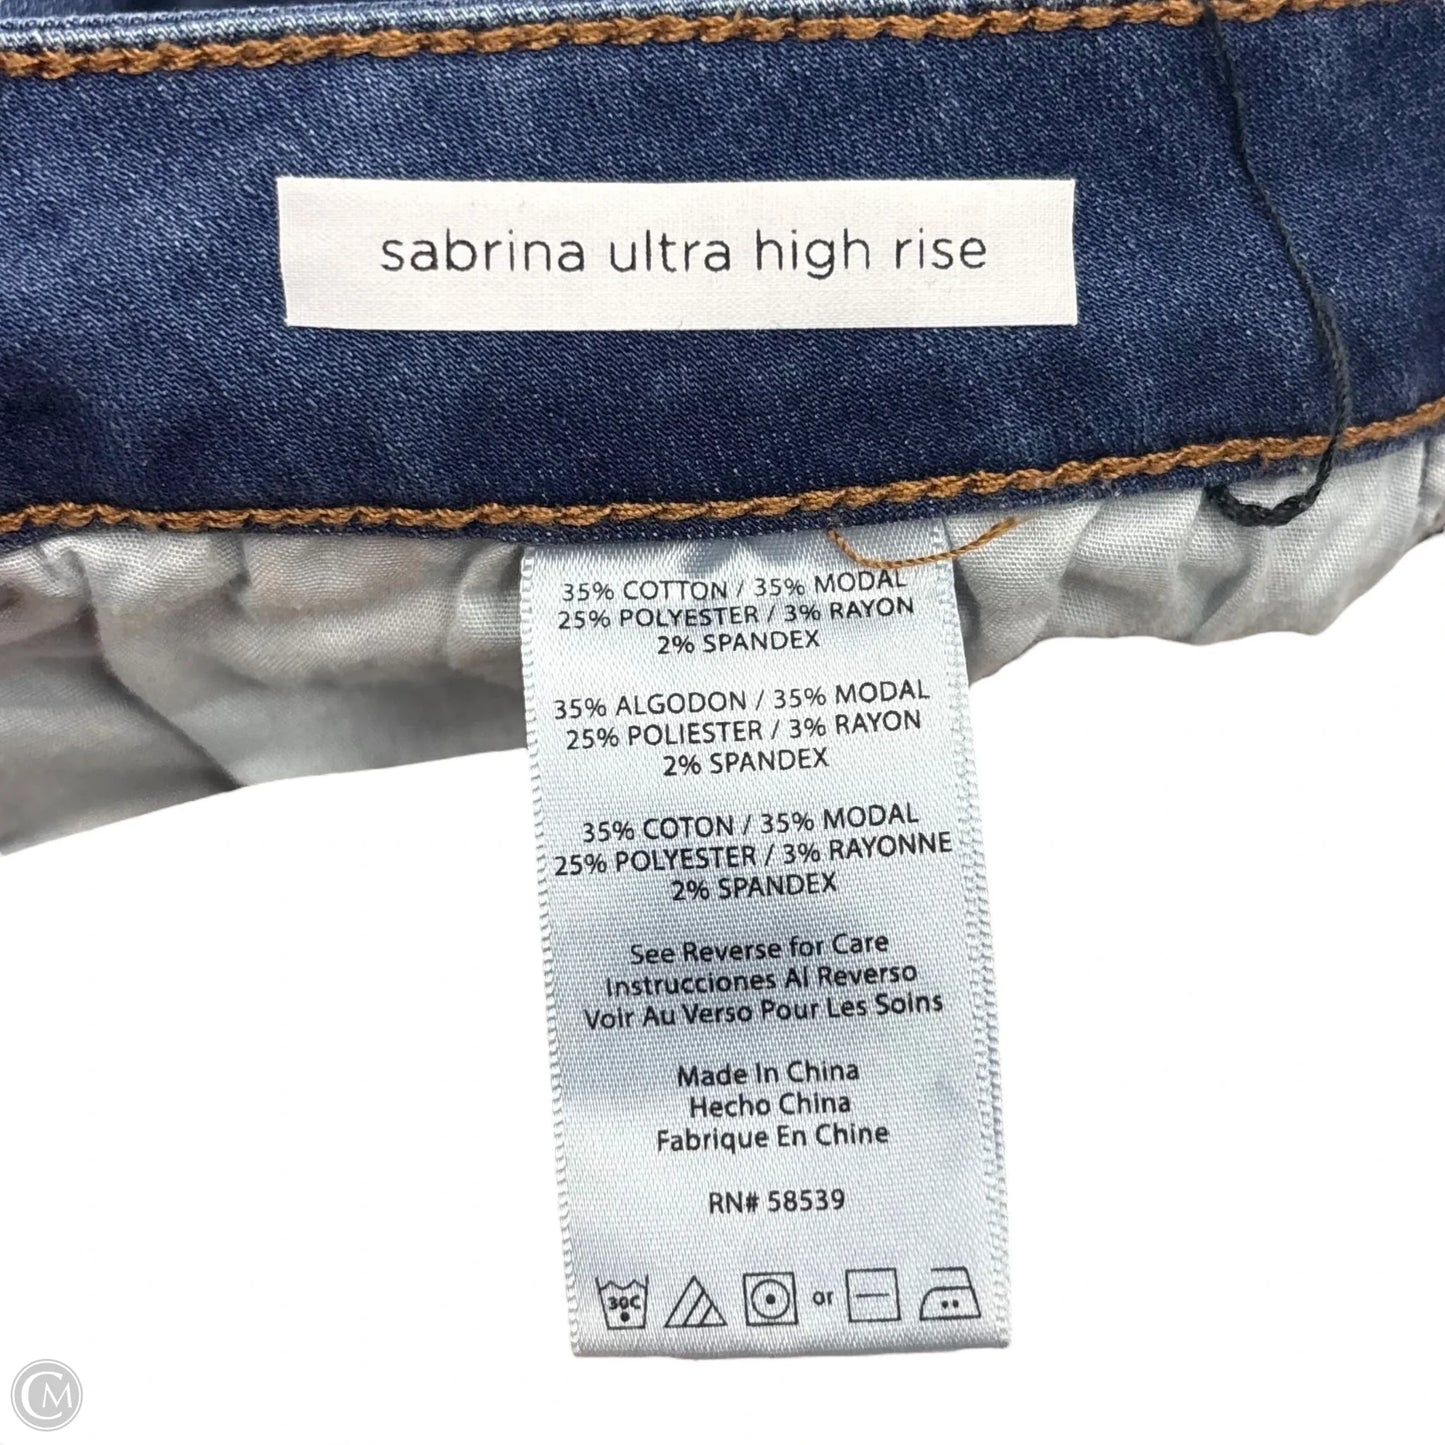 sabrina ultra high rise
35% COTTON / 35% MODAL
25% POLYESTER / 3% RAYON
2% SPANDEX
35% ALGODON / 35% MODAL
25% POLIESTER / 3% RAYON
2% SPANDEX
35% COTON / 35% MODAL
25% POLYESTER / 3% RAYONNE
2% SPANDEX
See Reverse for Care
Instrucciones Al Reverso
Voir Au Verso Pour Les Soins
Made In China
Hecho China
Fabrique En Chine
RN# 58539
30C or
CM